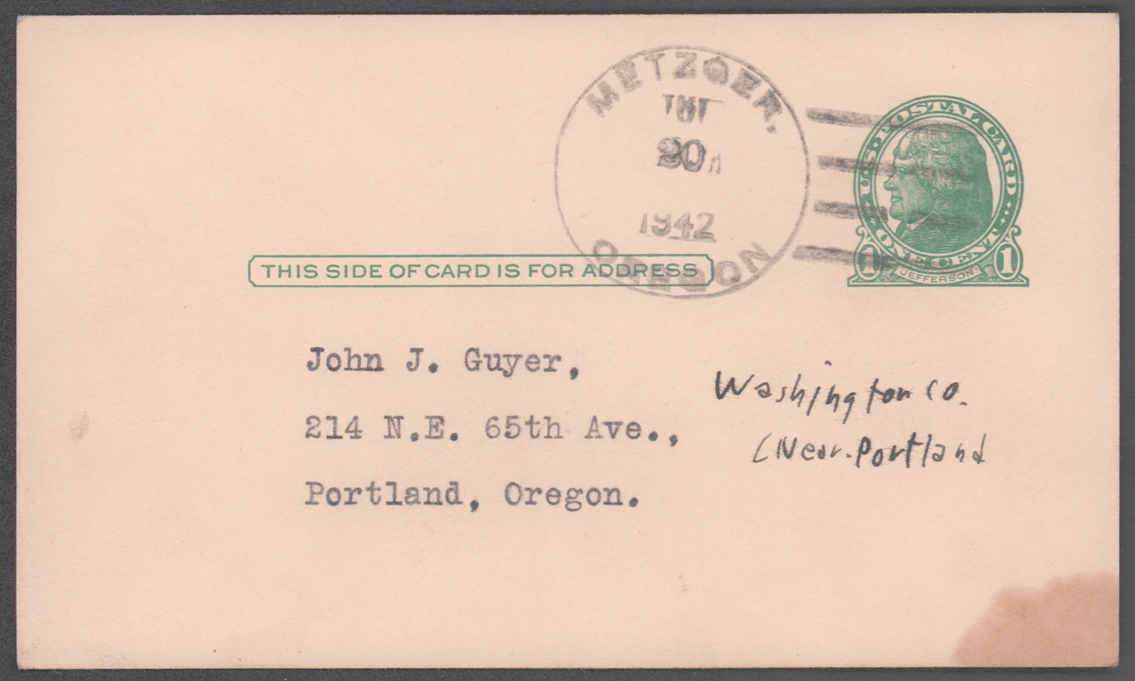 METZGER,
20
1942
OREGON
U.S. POSTAL CARD
ONE CENT
1 JEFFERSON 1
THIS SIDE OF CARD IS FOR ADDRESS
John J. Guyer,
214 N.E. 65th Ave.,
Portland, Oregon.
Washington Co.
(Near Portland